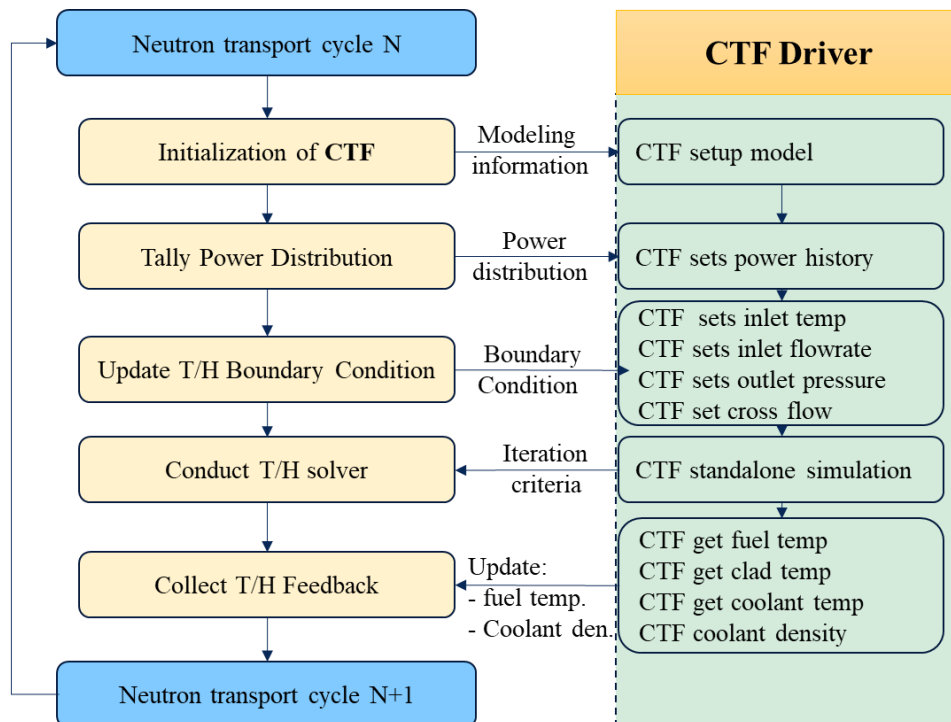 Neutron transport cycle N
CTF Driver
Initialization of CTF
Modeling
information
CTF setup model
Tally Power Distribution
Power
distribution
CTF sets power history
Update T/H Boundary Condition
Boundary
Condition
CTF sets inlet temp
CTF sets inlet flowrate
CTF sets outlet pressure
CTF set cross flow
Conduct T/H solver
Iteration
criteria
CTF standalone simulation
Collect T/H Feedback
Update:
- fuel temp.
- Coolant den.
CTF get fuel temp
CTF get clad temp
CTF get coolant temp
CTF coolant density
Neutron transport cycle N+1